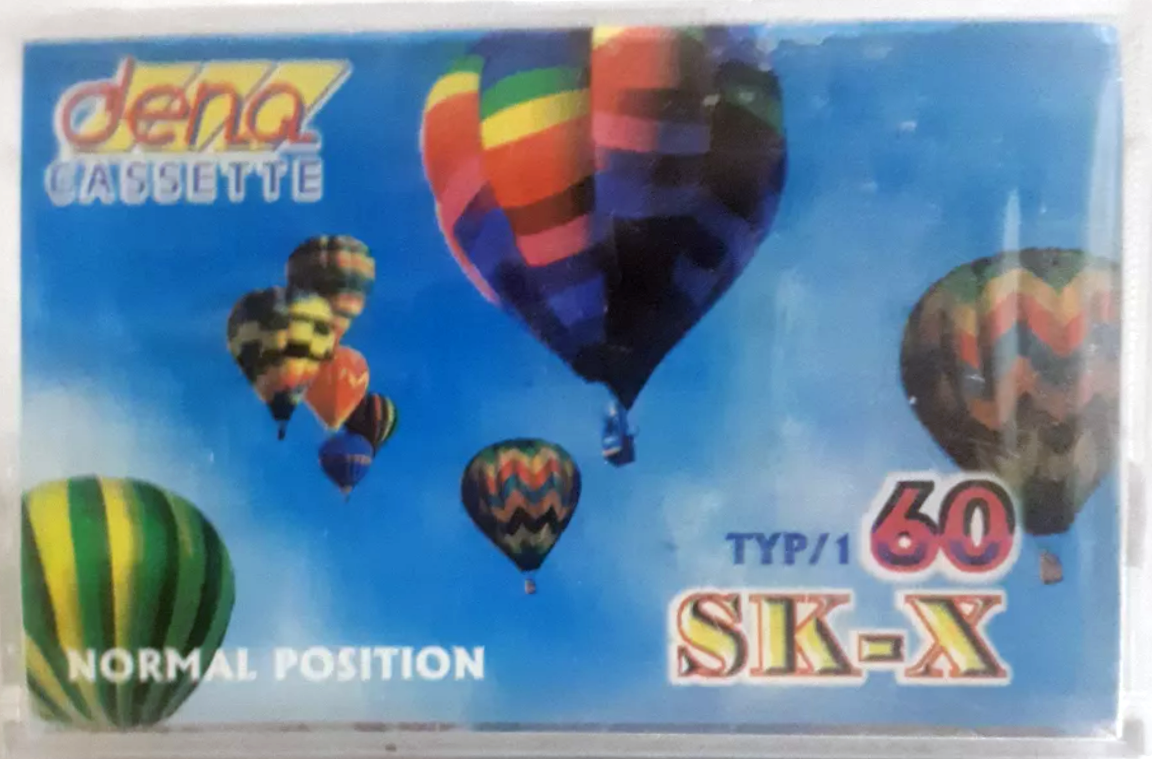 dena
CASSETTE
TYP/1 60
SK-X
NORMAL POSITION